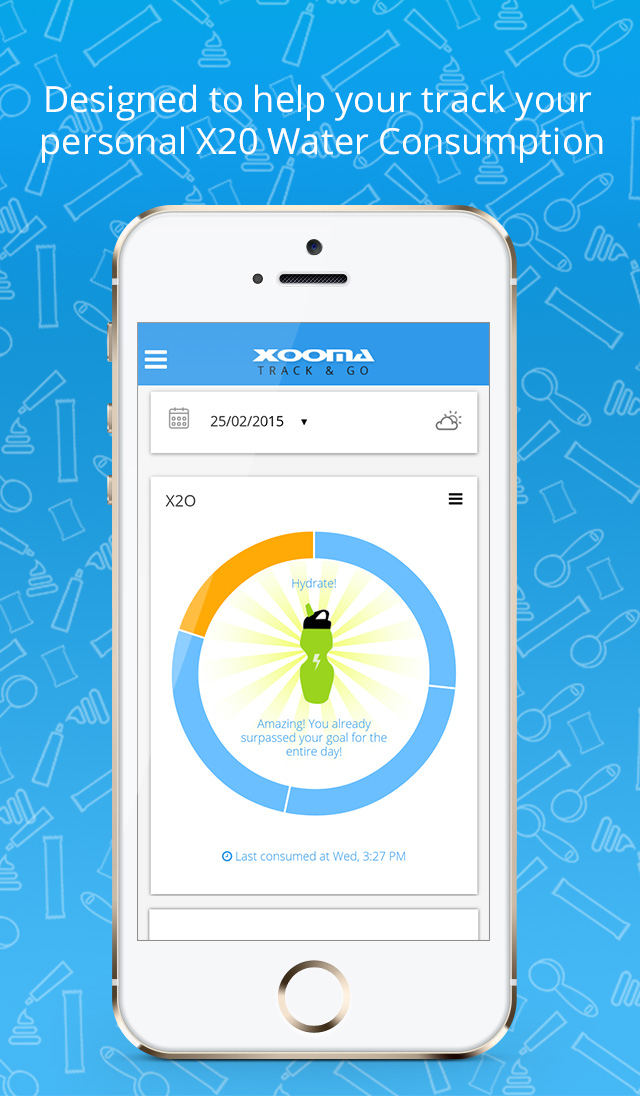 Designed to help your track your
personal X20 Water Consumption
XOOMA
TRACK & GO
25/02/2015
X2O
Hydrate!
Amazing! You already
surpassed your goal for the
entire day!
Last consumed at Wed, 3:27 PM